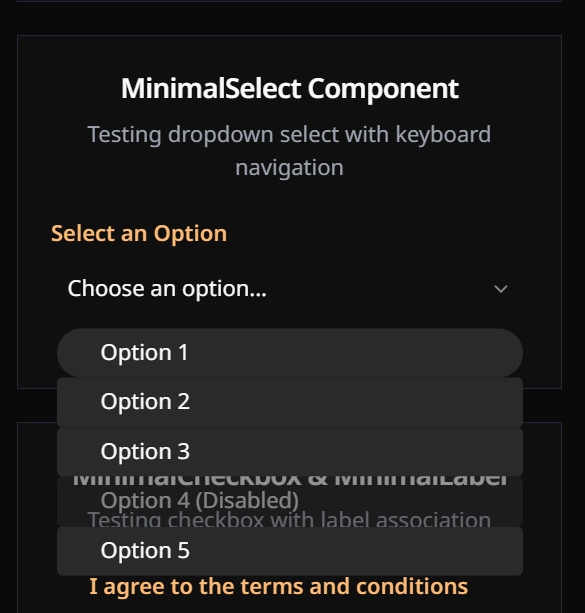 MinimalSelect Component
Testing dropdown select with keyboard
navigation
Select an Option
Choose an option...
Option 1
Option 2
Option 3
MinimalCheckbox & MinimalLabel
Option 4 (Disabled)
Testing checkbox with label association
Option 5
I agree to the terms and conditions